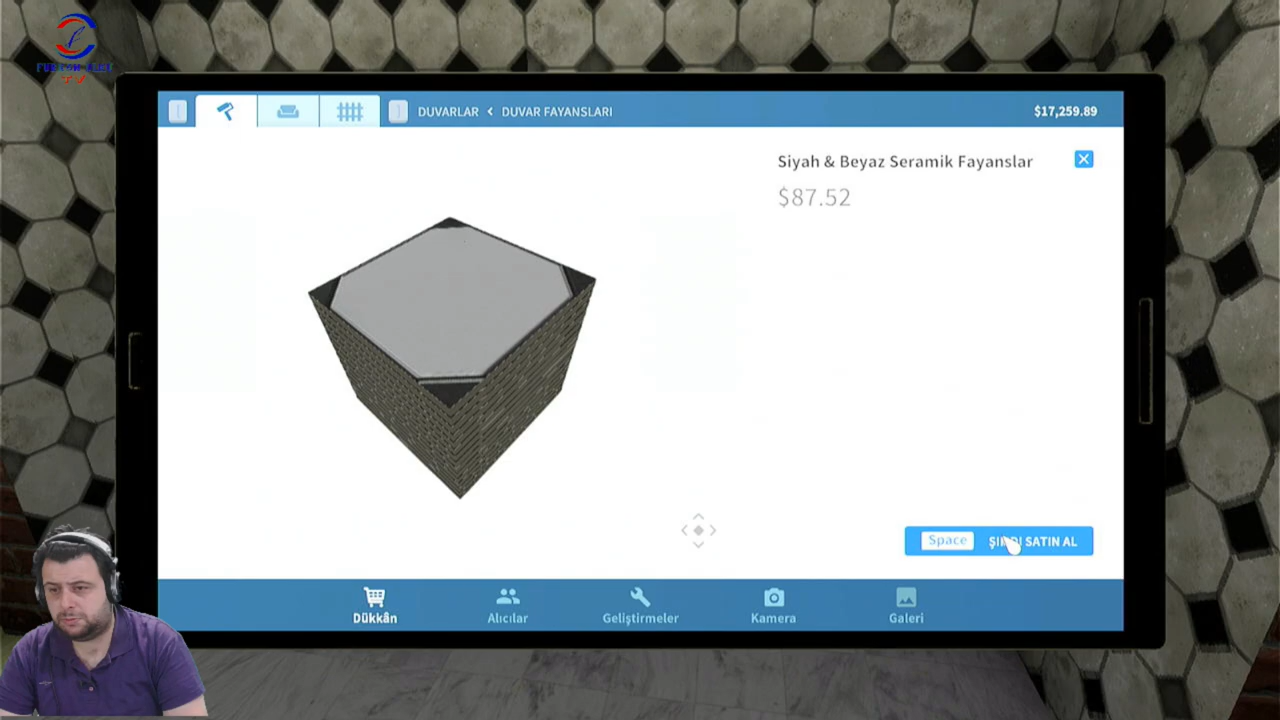 DUVARLAR < DUVAR FAYANSLARI
$17,259.89
Siyah & Beyaz Seramik Fayanslar
$87.52
Space
SATIN AL
Dükkân
Alıcılar
Geliştirmeler
Kamera
Galeri
TV